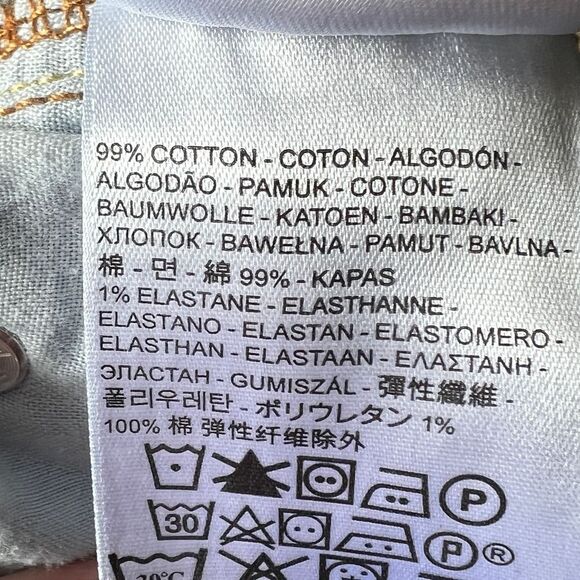 99% COTTON - COTON - ALGODÓN -
ALGODÃO - PAMUK - COTONE -
BAUMWOLLE - KATOEN - BAMBAKI -
ХЛОПОК - BAWEŁNA - PAMUT - BAVLNA -
棉 - 면 - 綿 99% - KAPAS
1% ELASTANE - ELASTHANNE -
ELASTANO - ELASTAN - ELASTOMERO -
ELASTHAN - ELASTAAN - ΕΛΑΣΤΑΝΗ -
ЭЛАСТАН - GUMISZÁL - 彈性纖維 -
폴리우레탄 - ポリウレタン 1%
100% 棉 弹性纤维除外
P
30 P ®